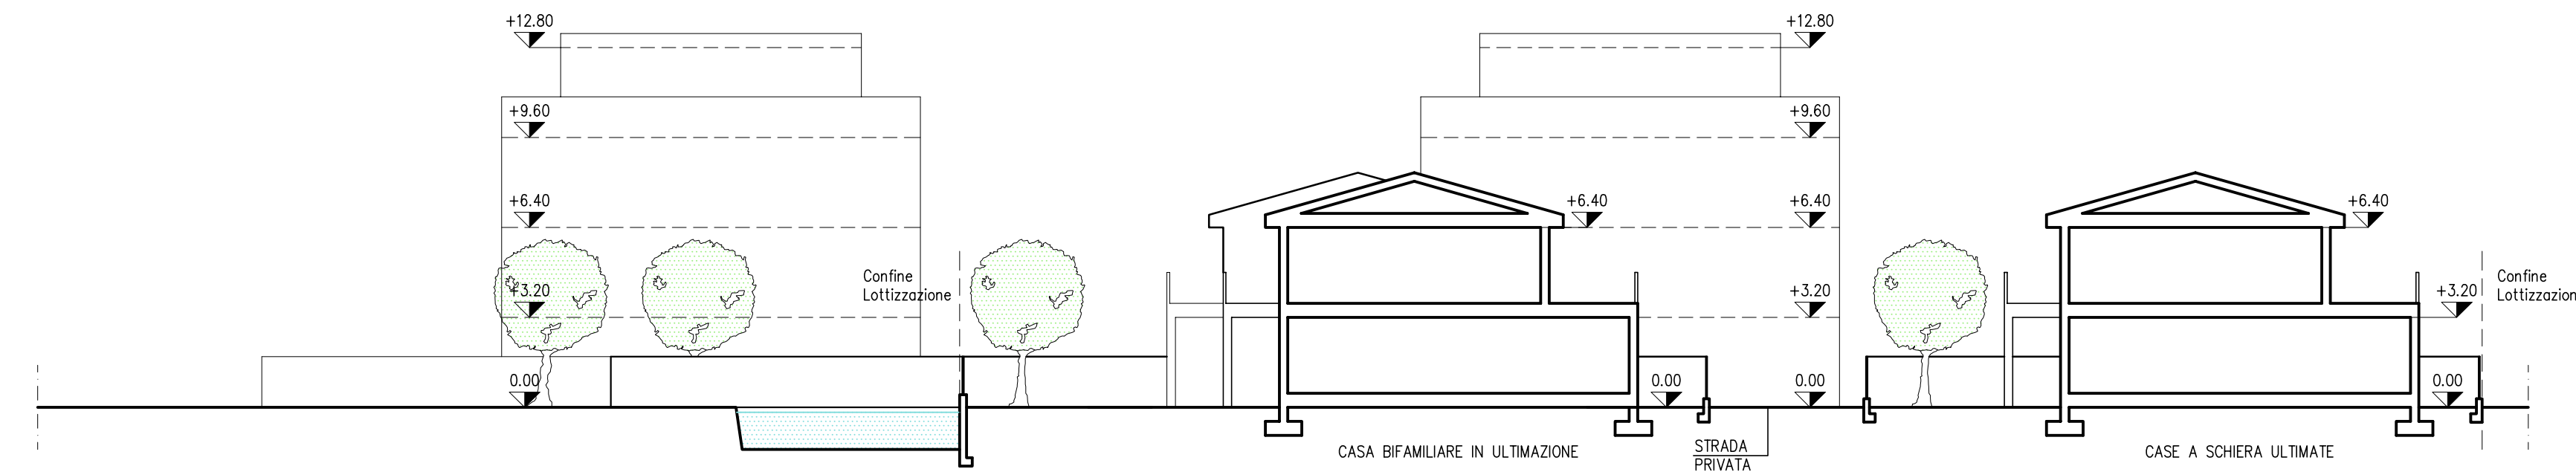 +12.80
+12.80
+9.60
+9.60
+6.40
+6.40
+6.40
+6.40
Confine
Lottizzazione
Confine
Lottizzazion
+3.20
+3.20
+3.20
0.00
0.00
0.00
0.00
CASA BIFAMILIARE IN ULTIMAZIONE
STRADA
PRIVATA
CASE A SCHIERA ULTIMATE